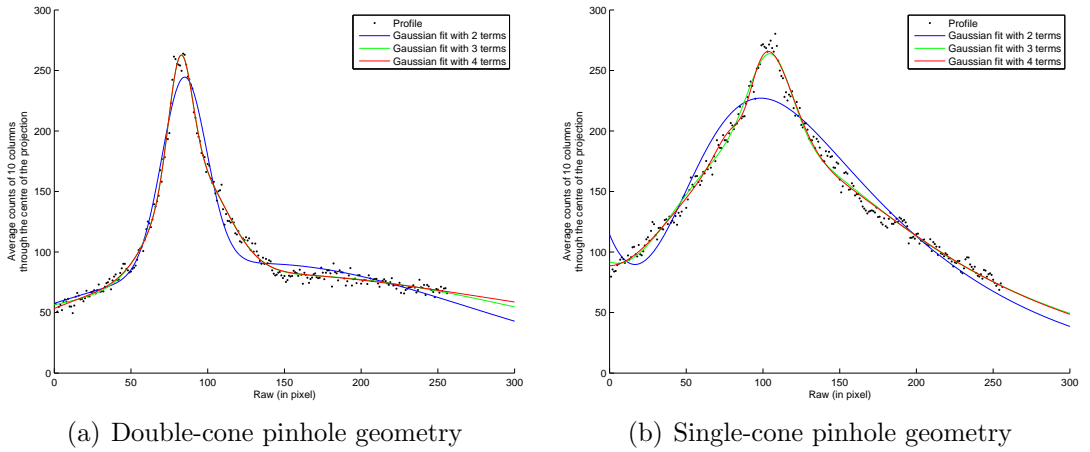 300
250
200
150
100
50
0
Average counts of 10 columns
through the centre of the projection
Profile
Gaussian fit with 2 terms
Gaussian fit with 3 terms
Gaussian fit with 4 terms
0 50 100 150 200 250 300
Raw (in pixel)
(a) Double-cone pinhole geometry
300
250
200
150
100
50
0
Average counts of 10 columns
through the centre of the projection
Profile
Gaussian fit with 2 terms
Gaussian fit with 3 terms
Gaussian fit with 4 terms
0 50 100 150 200 250 300
Raw (in pixel)
(b) Single-cone pinhole geometry